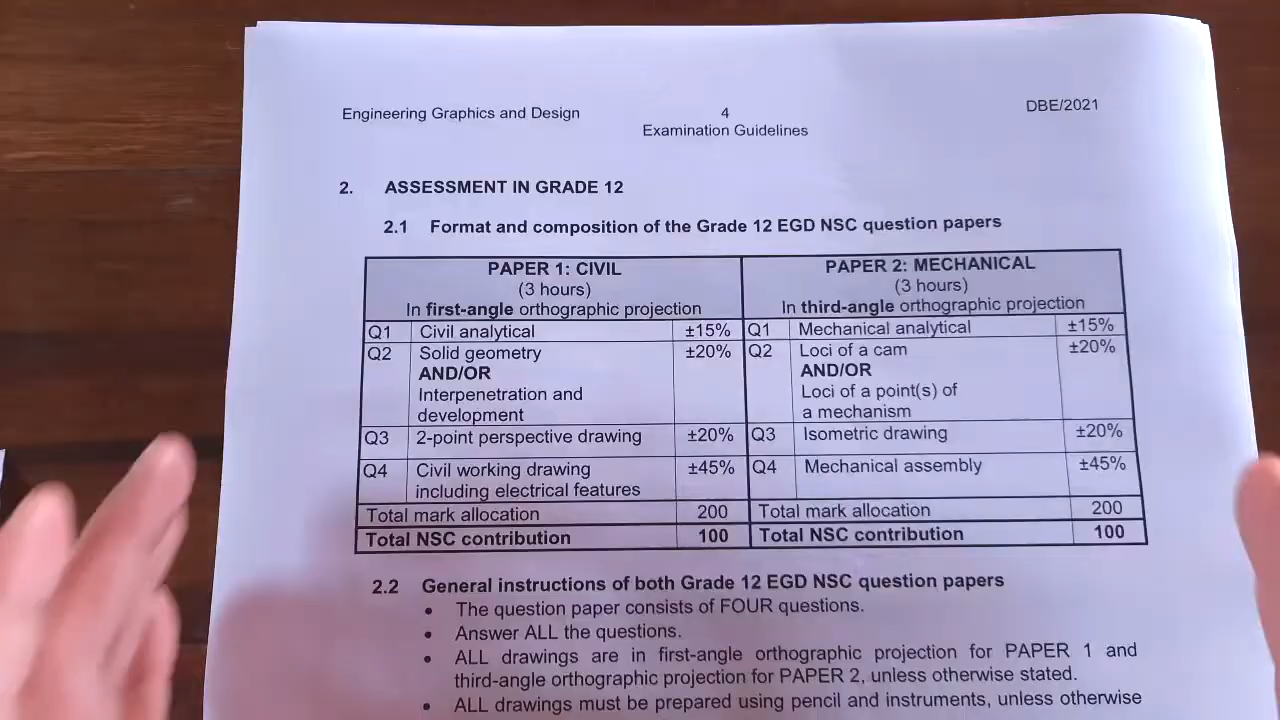 Engineering Graphics and Design
4
DBE/2021
Examination Guidelines
2. ASSESSMENT IN GRADE 12
2.1 Format and composition of the Grade 12 EGD NSC question papers
PAPER 1: CIVIL
(3 hours)
In first-angle orthographic projection
PAPER 2: MECHANICAL
(3 hours)
In third-angle orthographic projection
Q1 Civil analytical ±15% Q1 Mechanical analytical ±15%
Q2 Solid geometry ±20% Q2 Loci of a cam ±20%
AND/OR AND/OR
Interpenetration and Loci of a point(s) of
development a mechanism
Q3 2-point perspective drawing ±20% Q3 Isometric drawing ±20%
Q4 Civil working drawing ±45% Q4 Mechanical assembly ±45%
including electrical features
Total mark allocation 200 Total mark allocation 200
Total NSC contribution 100 Total NSC contribution 100
2.2 General instructions of both Grade 12 EGD NSC question papers
• The question paper consists of FOUR questions.
• Answer ALL the questions.
• ALL drawings are in first-angle orthographic projection for PAPER 1 and
third-angle orthographic projection for PAPER 2, unless otherwise stated.
• ALL drawings must be prepared using pencil and instruments, unless otherwise